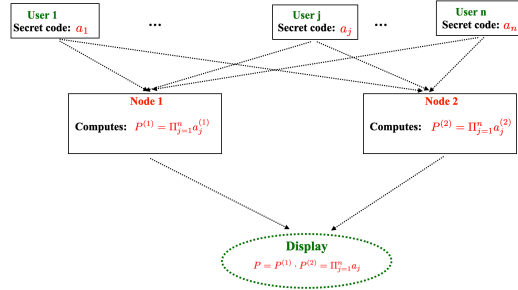 User 1
Secret code: a_1
...
User j
Secret code: a_j
...
User n
Secret code: a_n
Node 1
Computes: P^{(1)} = Π_{j=1}^{n} a_j^{(1)}
Node 2
Computes: P^{(2)} = Π_{j=1}^{n} a_j^{(2)}
Display
P = P^{(1)} · P^{(2)} = Π_{j=1}^{n} a_j